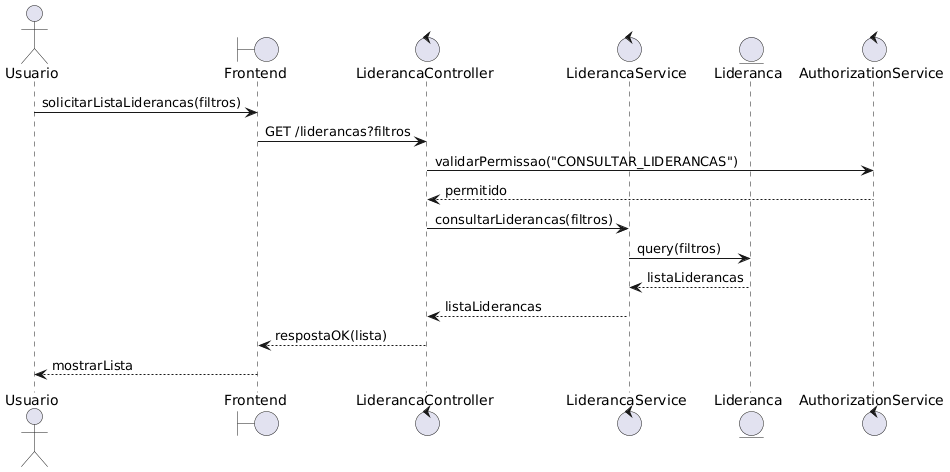 Usuario
Frontend
LiderancaController
LiderancaService
Lideranca
AuthorizationService
solicitarListaLiderancas(filtros)
GET /liderancas?filtros
validarPermissao("CONSULTAR_LIDERANCAS")
permitido
consultarLiderancas(filtros)
query(filtros)
listaLiderancas
listaLiderancas
respostaOK(lista)
mostrarLista
Usuario
Frontend
LiderancaController
LiderancaService
Lideranca
AuthorizationService